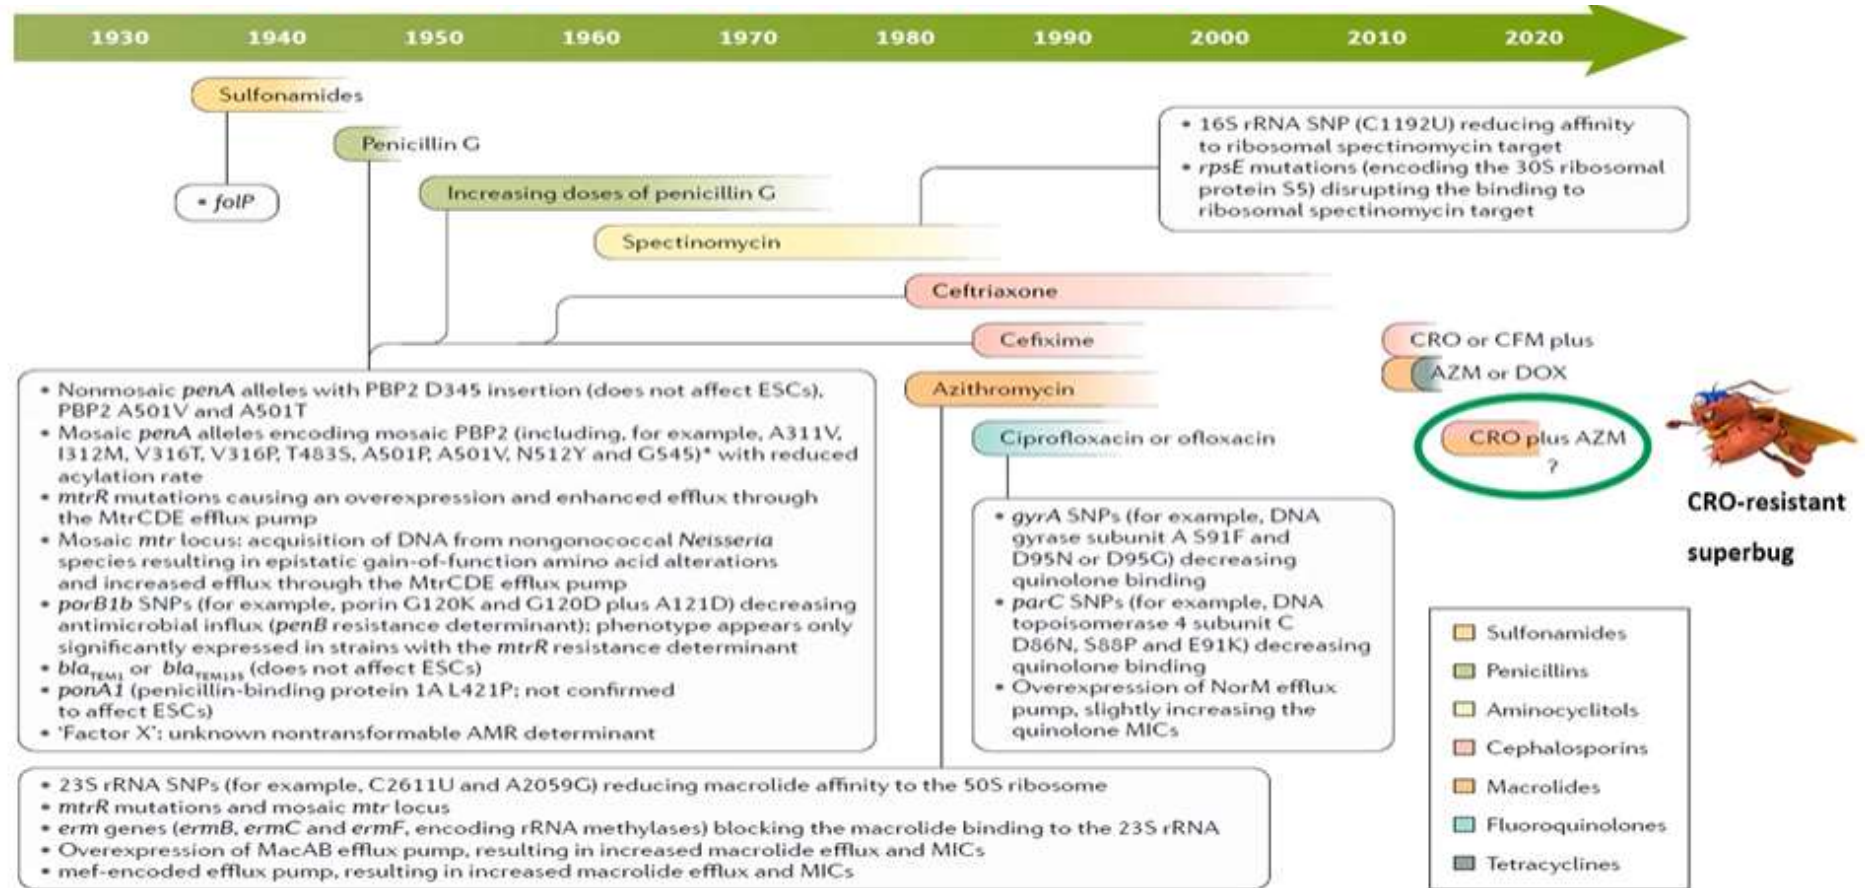 1930 1940 1950 1960 1970 1980 1990 2000 2010 2020
Sulfonamides
• folP
Penicillin G
Increasing doses of penicillin G
Spectinomycin
• 16S rRNA SNP (C1192U) reducing affinity
to ribosomal spectinomycin target
• rpsE mutations (encoding the 30S ribosomal
protein S5) disrupting the binding to
ribosomal spectinomycin target
Ceftriaxone
Cefixime
CRO or CFM plus
AZM or DOX
Azithromycin
Ciprofloxacin or ofloxacin
CRO plus AZM
?
CRO-resistant
superbug
• Nonmosaic penA alleles with PBP2 D345 insertion (does not affect ESCs),
PBP2 A501V and A501T
• Mosaic penA alleles encoding mosaic PBP2 (including, for example, A311V,
I312M, V316T, V316P, T483S, A501P, A501V, N512Y and G545)* with reduced
acylation rate
• mtrR mutations causing an overexpression and enhanced efflux through
the MtrCDE efflux pump
• Mosaic mtr locus: acquisition of DNA from nongonococcal Neisseria
species resulting in epistatic gain-of-function amino acid alterations
and increased efflux through the MtrCDE efflux pump
• porB1b SNPs (for example, porin G120K and G120D plus A121D) decreasing
antimicrobial influx (penB resistance determinant); phenotype appears only
significantly expressed in strains with the mtrR resistance determinant
• blaTEM1 or blaTEM135 (does not affect ESCs)
• ponA1 (penicillin-binding protein 1A L421P; not confirmed
to affect ESCs)
• 'Factor X': unknown nontransformable AMR determinant
• gyrA SNPs (for example, DNA
gyrase subunit A S91F and
D95N or D95G) decreasing
quinolone binding
• parC SNPs (for example, DNA
topoisomerase 4 subunit C
D86N, S88P and E91K) decreasing
quinolone binding
• Overexpression of NorM efflux
pump, slightly increasing the
quinolone MICs
• 23S rRNA SNPs (for example, C2611U and A2059G) reducing macrolide affinity to the 50S ribosome
• mtrR mutations and mosaic mtr locus
• erm genes (ermB, ermC and ermF, encoding rRNA methylases) blocking the macrolide binding to the 23S rRNA
• Overexpression of MacAB efflux pump, resulting in increased macrolide efflux and MICs
• mef-encoded efflux pump, resulting in increased macrolide efflux and MICs
Sulfonamides
Penicillins
Aminocyclitols
Cephalosporins
Macrolides
Fluoroquinolones
Tetracyclines